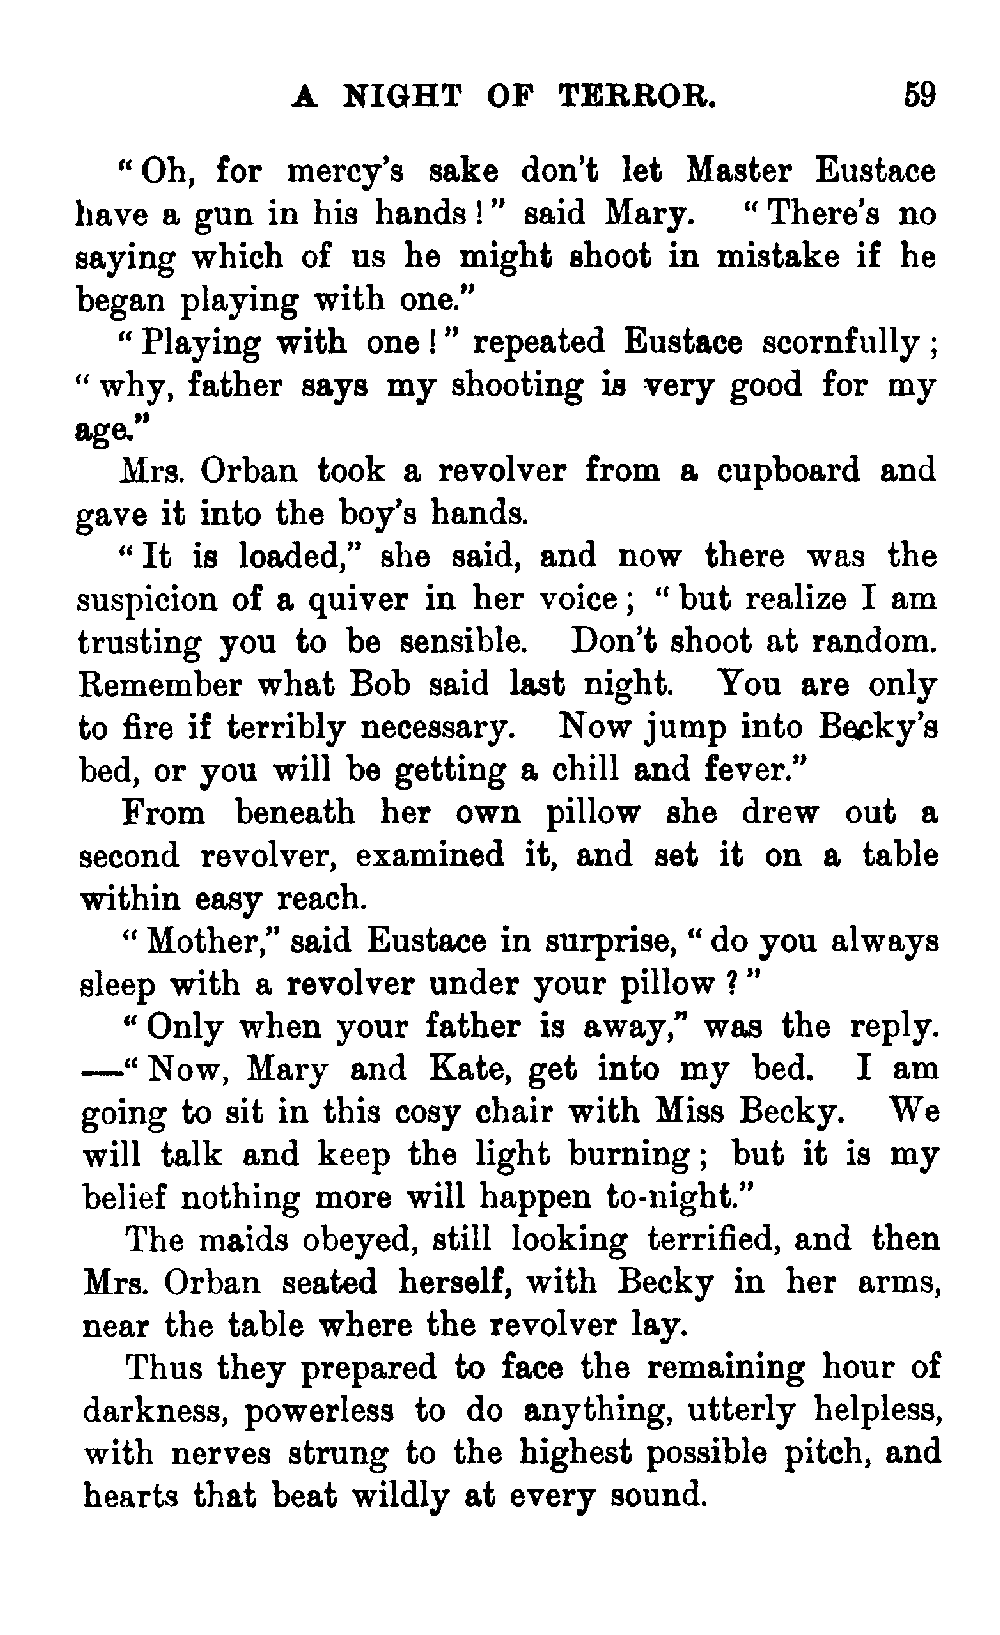 A NIGHT OF TERROR. 59
“Oh, for mercy’s sake don’t let Master Eustace
have a gun in his hands!” said Mary. “There’s no
saying which of us he might shoot in mistake if he
began playing with one.”
“Playing with one!” repeated Eustace scornfully;
“why, father says my shooting is very good for my
age.”
Mrs. Orban took a revolver from a cupboard and
gave it into the boy’s hands.
“It is loaded,” she said, and now there was the
suspicion of a quiver in her voice; “but realize I am
trusting you to be sensible. Don’t shoot at random.
Remember what Bob said last night. You are only
to fire if terribly necessary. Now jump into Becky’s
bed, or you will be getting a chill and fever.”
From beneath her own pillow she drew out a
second revolver, examined it, and set it on a table
within easy reach.
“Mother,” said Eustace in surprise, “do you always
sleep with a revolver under your pillow?”
“Only when your father is away,” was the reply.
—“Now, Mary and Kate, get into my bed. I am
going to sit in this cosy chair with Miss Becky. We
will talk and keep the light burning; but it is my
belief nothing more will happen to-night.”
The maids obeyed, still looking terrified, and then
Mrs. Orban seated herself, with Becky in her arms,
near the table where the revolver lay.
Thus they prepared to face the remaining hour of
darkness, powerless to do anything, utterly helpless,
with nerves strung to the highest possible pitch, and
hearts that beat wildly at every sound.